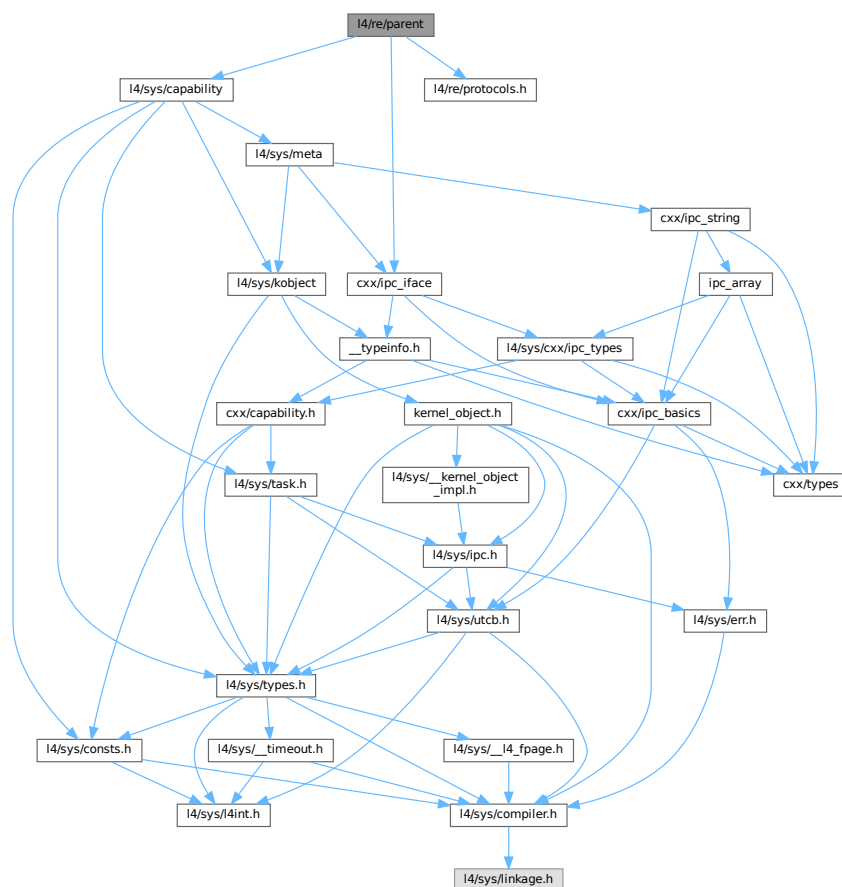 l4/re/parent
l4/sys/capability
l4/re/protocols.h
l4/sys/meta
cxx/ipc_string
l4/sys/kobject
cxx/ipc_iface
ipc_array
__typeinfo.h
l4/sys/cxx/ipc_types
cxx/capability.h
kernel_object.h
cxx/ipc_basics
l4/sys/task.h
l4/sys/__kernel_object
_impl.h
cxx/types
l4/sys/ipc.h
l4/sys/utcb.h
l4/sys/err.h
l4/sys/types.h
l4/sys/consts.h
l4/sys/__timeout.h
l4/sys/__l4_fpage.h
l4/sys/l4int.h
l4/sys/compiler.h
l4/sys/linkage.h